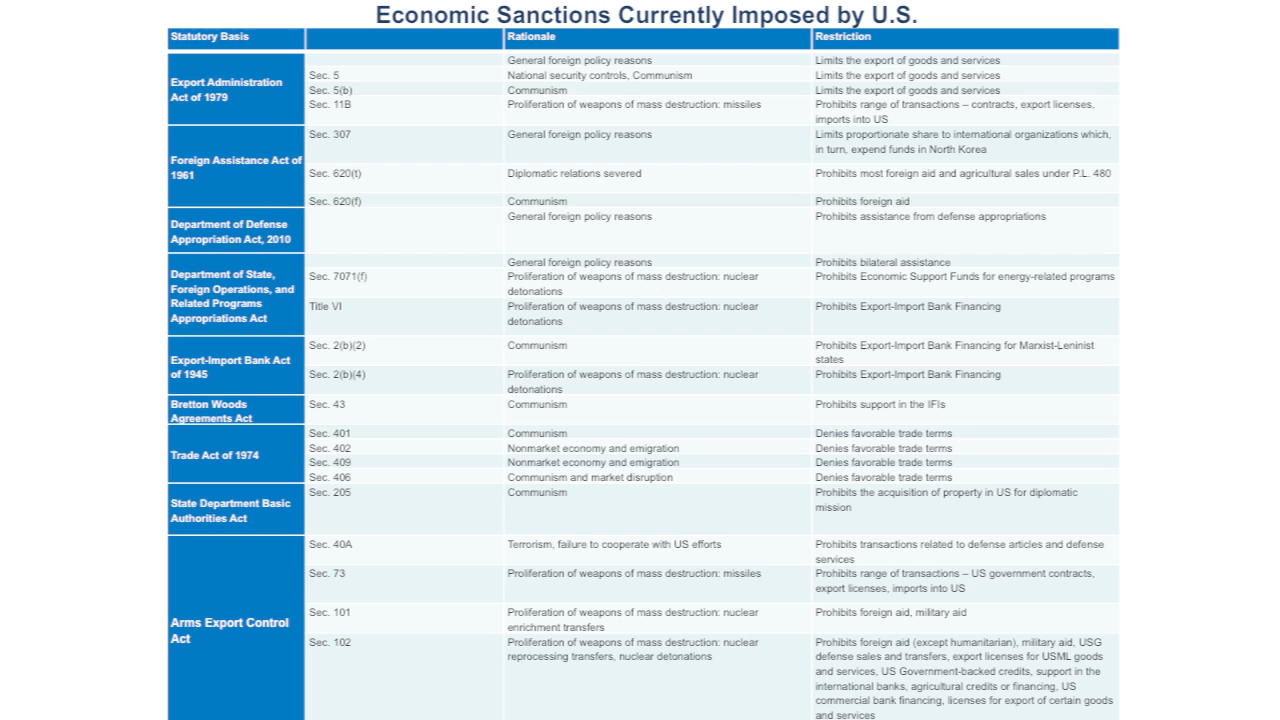 Economic Sanctions Currently Imposed by U.S.
Statutory Basis Rationale Restriction
Export Administration
Act of 1979
General foreign policy reasons Limits the export of goods and services
Sec. 5 National security controls, Communism Limits the export of goods and services
Sec. 5(b) Communism Limits the export of goods and services
Sec. 11B Proliferation of weapons of mass destruction: missiles Prohibits range of transactions – contracts, export licenses,
imports into US
Foreign Assistance Act of
1961
Sec. 307 General foreign policy reasons Limits proportionate share to international organizations which,
in turn, expend funds in North Korea
Sec. 620(t) Diplomatic relations severed Prohibits most foreign aid and agricultural sales under P.L. 480
Sec. 620(f) Communism Prohibits foreign aid
Department of Defense
Appropriation Act, 2010
General foreign policy reasons Prohibits assistance from defense appropriations
Department of State,
Foreign Operations, and
Related Programs
Appropriations Act
General foreign policy reasons Prohibits bilateral assistance
Sec. 7071(f) Proliferation of weapons of mass destruction: nuclear Prohibits Economic Support Funds for energy-related programs
detonations
Title VI Proliferation of weapons of mass destruction: nuclear Prohibits Export-Import Bank Financing
detonations
Export-Import Bank Act
of 1945
Sec. 2(b)(2) Communism Prohibits Export-Import Bank Financing for Marxist-Leninist
states
Sec. 2(b)(4) Proliferation of weapons of mass destruction: nuclear Prohibits Export-Import Bank Financing
detonations
Bretton Woods
Agreements Act
Sec. 43 Communism Prohibits support in the IFIs
Trade Act of 1974
Sec. 401 Communism Denies favorable trade terms
Sec. 402 Nonmarket economy and emigration Denies favorable trade terms
Sec. 409 Nonmarket economy and emigration Denies favorable trade terms
Sec. 406 Communism and market disruption Denies favorable trade terms
State Department Basic
Authorities Act
Sec. 205 Communism Prohibits the acquisition of property in US for diplomatic
mission
Arms Export Control
Act
Sec. 40A Terrorism, failure to cooperate with US efforts Prohibits transactions related to defense articles and defense
services
Sec. 73 Proliferation of weapons of mass destruction: missiles Prohibits range of transactions – US government contracts,
export licenses, imports into US
Sec. 101 Proliferation of weapons of mass destruction: nuclear Prohibits foreign aid, military aid
enrichment transfers
Sec. 102 Proliferation of weapons of mass destruction: nuclear Prohibits foreign aid (except humanitarian), military aid, USG
reprocessing transfers, nuclear detonations defense sales and transfers, export licenses for USML goods
and services, US Government-backed credits, support in the
international banks, agricultural credits or financing, US
commercial bank financing, licenses for export of certain goods
and services